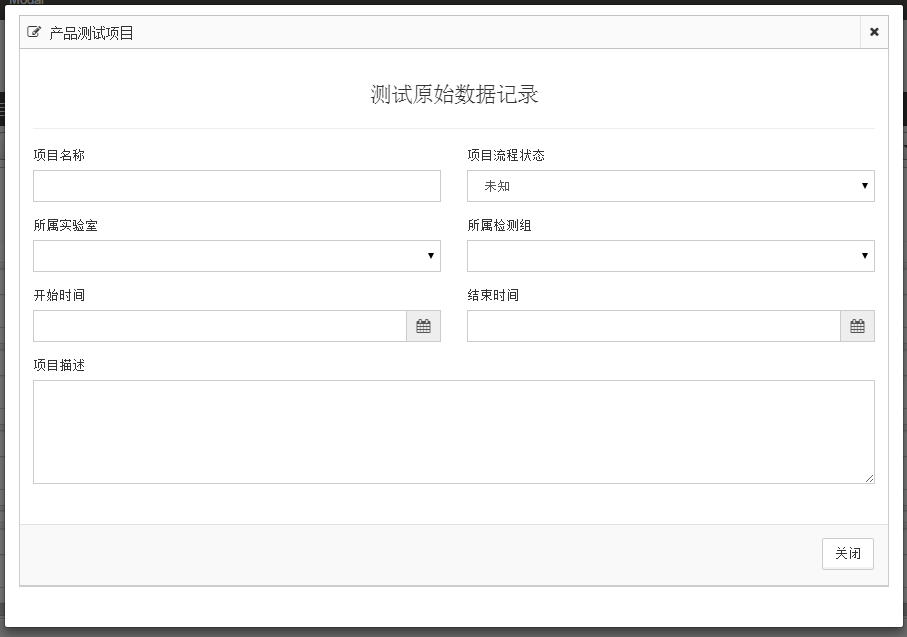 Modal
产品测试项目
测试原始数据记录
项目名称
项目流程状态
未知
所属实验室
所属检测组
开始时间
结束时间
项目描述
关闭